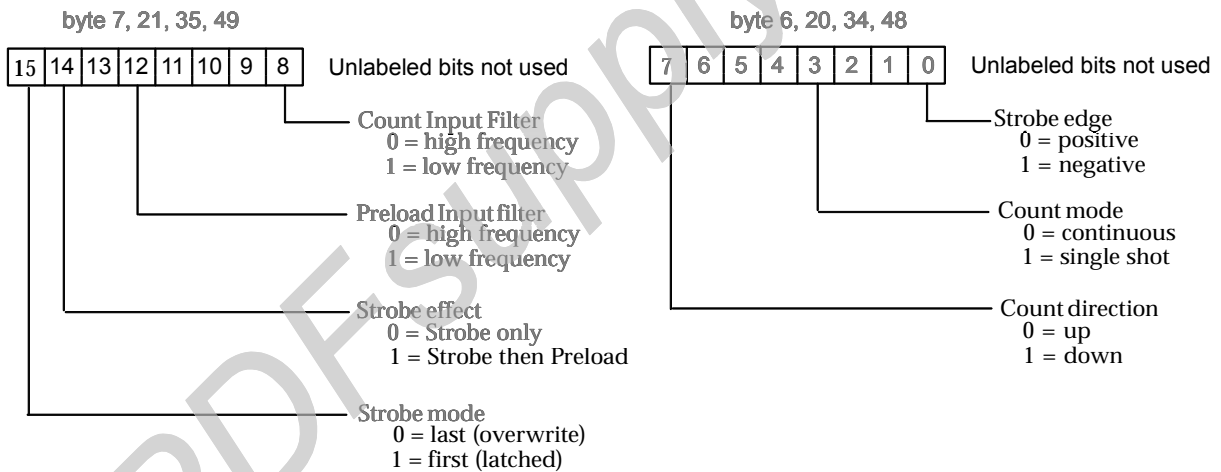 byte 7, 21, 35, 49
15 14 13 12 11 10 9 8 Unlabeled bits not used
Count Input Filter
0 = high frequency
1 = low frequency
Preload Input filter
0 = high frequency
1 = low frequency
Strobe effect
0 = Strobe only
1 = Strobe then Preload
Strobe mode
0 = last (overwrite)
1 = first (latched)
byte 6, 20, 34, 48
7 6 5 4 3 2 1 0 Unlabeled bits not used
Strobe edge
0 = positive
1 = negative
Count mode
0 = continuous
1 = single shot
Count direction
0 = up
1 = down
PDFsupply